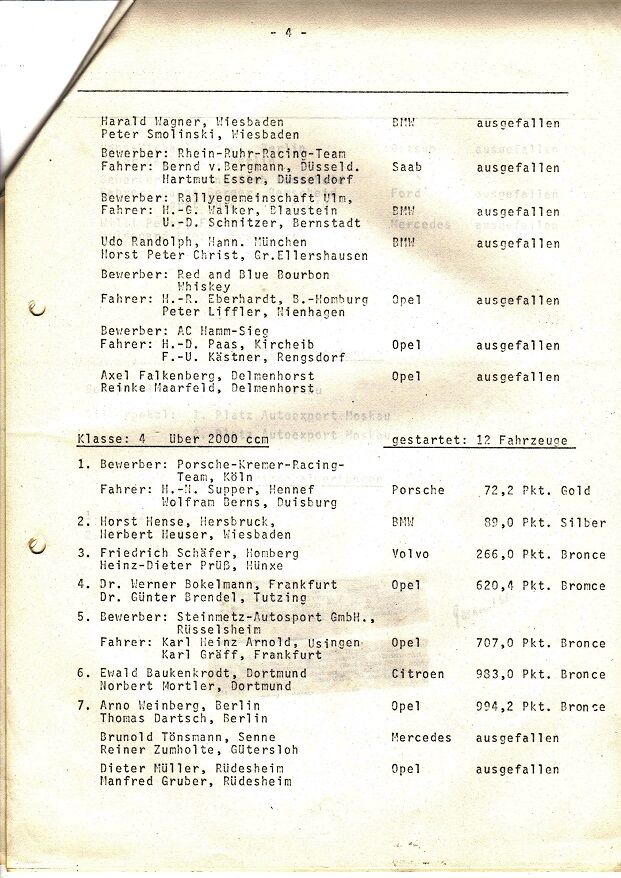 - 4 -
Harald Wagner, Wiesbaden BMW ausgefallen
Peter Smolinski, Wiesbaden
Bewerber: Rhein-Ruhr-Racing-Team
Fahrer: Bernd v.Bergmann, Düsseld. Saab ausgefallen
Hartmut Esser, Düsseldorf
Bewerber: Rallyegemeinschaft Ulm,
Fahrer: H.-G. Walker, Blaustein BMW ausgefallen
U.-D. Schnitzer, Bernstadt
Udo Randolph, Hann. München BMW ausgefallen
Horst Peter Christ, Gr.Ellershausen
Bewerber: Red and Blue Bourbon
Whiskey
Fahrer: H.-R. Eberhardt, B.-Homburg Opel ausgefallen
Peter Liffler, Nienhagen
Bewerber: AC Hamm-Sieg
Fahrer: H.-D. Paas, Kircheib Opel ausgefallen
F.-U. Kästner, Rengsdorf
Axel Falkenberg, Delmenhorst Opel ausgefallen
Reinke Maarfeld, Delmenhorst
Klasse: 4 Über 2000 ccm gestartet: 12 Fahrzeuge
1. Bewerber: Porsche-Kremer-Racing-
Team, Köln
Fahrer: H.-H. Supper, Hennef Porsche 72,2 Pkt. Gold
Wolfram Berns, Duisburg
2. Horst Hense, Hersbruck, BMW 89,0 Pkt. Silber
Herbert Heuser, Wiesbaden
3. Friedrich Schäfer, Homberg Volvo 266,0 Pkt. Bronce
Heinz-Dieter Prüß, Hünxe
4. Dr. Werner Bokelmann, Frankfurt Opel 620,4 Pkt. Bromce
Dr. Günter Brendel, Tutzing
5. Bewerber: Steinmetz-Autosport GmbH.,
Rüsselsheim
Fahrer: Karl Heinz Arnold, Usingen Opel 707,0 Pkt. Bronce
Karl Gräff, Frankfurt
6. Ewald Baukenkrodt, Dortmund Citroen 983,0 Pkt. Bronce
Norbert Mortler, Dortmund
7. Arno Weinberg, Berlin Opel 994,2 Pkt. Bronce
Thomas Dartsch, Berlin
Brunold Tönsmann, Senne Mercedes ausgefallen
Reiner Zumholte, Gütersloh
Dieter Müller, Rüdesheim Opel ausgefallen
Manfred Gruber, Rüdesheim